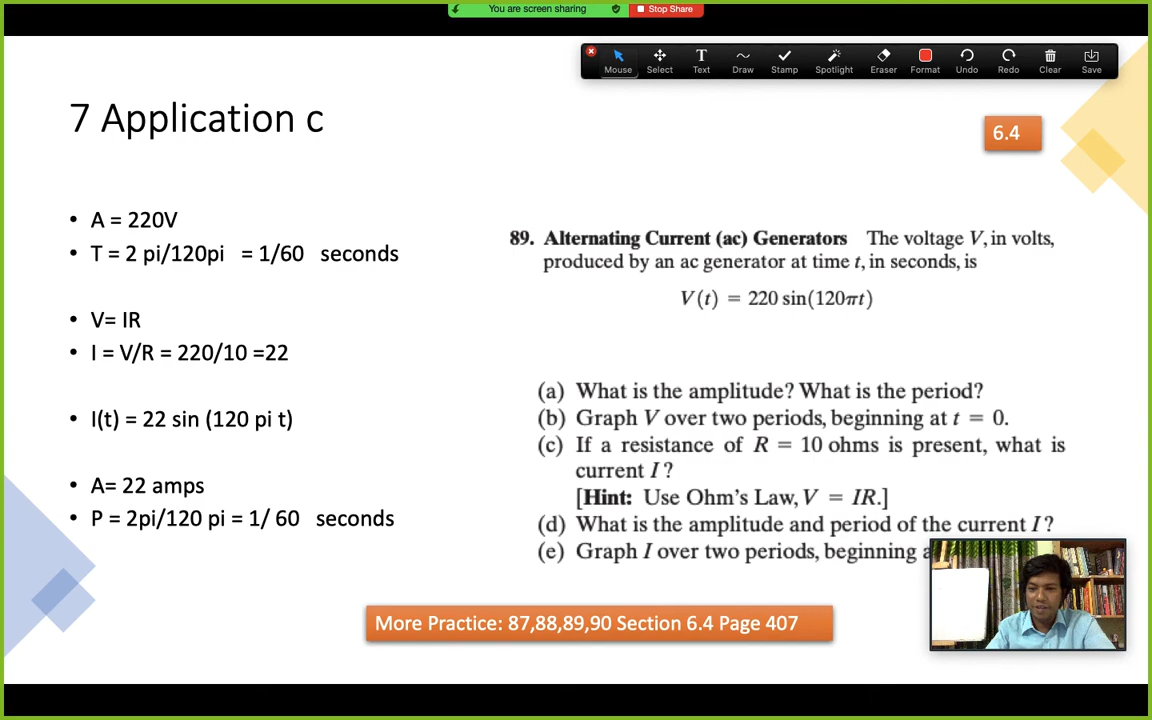 You are screen sharing
Stop Share
Mouse
Select
Text
Draw
Stamp
Spotlight
Eraser
Format
Undo
Redo
Clear
Save
7 Application c
6.4
• A = 220V
• T = 2 pi/120pi = 1/60 seconds
• V= IR
• I = V/R = 220/10 =22
• I(t) = 22 sin (120 pi t)
• A= 22 amps
• P = 2pi/120 pi = 1/ 60 seconds
89. Alternating Current (ac) Generators The voltage V, in volts,
produced by an ac generator at time t, in seconds, is
V(t) = 220 sin(120πt)
(a) What is the amplitude? What is the period?
(b) Graph V over two periods, beginning at t = 0.
(c) If a resistance of R = 10 ohms is present, what is
current I?
[Hint: Use Ohm's Law, V = IR.]
(d) What is the amplitude and period of the current I?
(e) Graph I over two periods, beginning
More Practice: 87,88,89,90 Section 6.4 Page 407